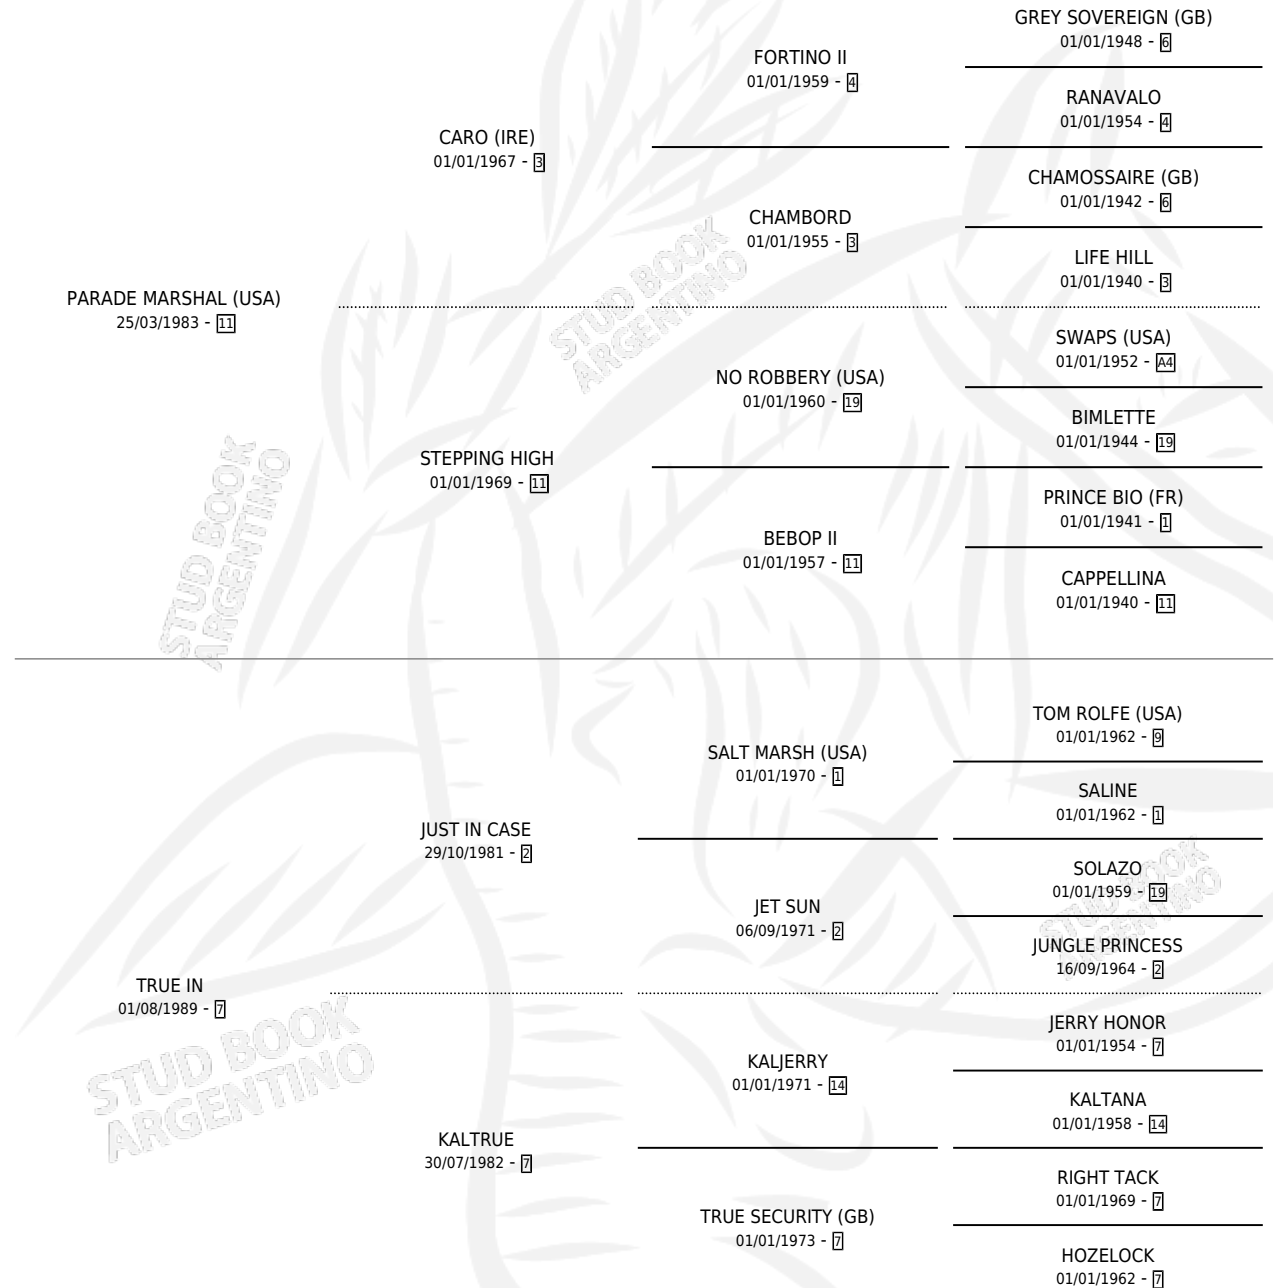 GREY SOVEREIGN (GB)
01/01/1948 - 6
FORTINO II
01/01/1959 - 4
RANAVALO
01/01/1954 - 4
CARO (IRE)
01/01/1967 - 3
CHAMOSSAIRE (GB)
01/01/1942 - 6
CHAMBORD
01/01/1955 - 3
LIFE HILL
01/01/1940 - 3
PARADE MARSHAL (USA)
25/03/1983 - 11
SWAPS (USA)
01/01/1952 - A4
NO ROBBERY (USA)
01/01/1960 - 19
BIMLETTE
01/01/1944 - 19
STEPPING HIGH
01/01/1969 - 11
PRINCE BIO (FR)
01/01/1941 - 1
BEBOP II
01/01/1957 - 11
CAPPELLINA
01/01/1940 - 11
TOM ROLFE (USA)
01/01/1962 - 9
SALT MARSH (USA)
01/01/1970 - 1
SALINE
01/01/1962 - 1
JUST IN CASE
29/10/1981 - 2
SOLAZO
01/01/1959 - 19
JET SUN
06/09/1971 - 2
JUNGLE PRINCESS
16/09/1964 - 2
TRUE IN
01/08/1989 - 7
JERRY HONOR
01/01/1954 - 7
KALJERRY
01/01/1971 - 14
KALTANA
01/01/1958 - 14
KALTRUE
30/07/1982 - 7
RIGHT TACK
01/01/1969 - 7
TRUE SECURITY (GB)
01/01/1973 - 7
HOZELOCK
01/01/1962 - 7
STUD BOOK
ARGENTINO
STUD BOOK
ARGENTINO
STUD BOOK
ARGENTINO
STUD BOOK
ARGENTINO